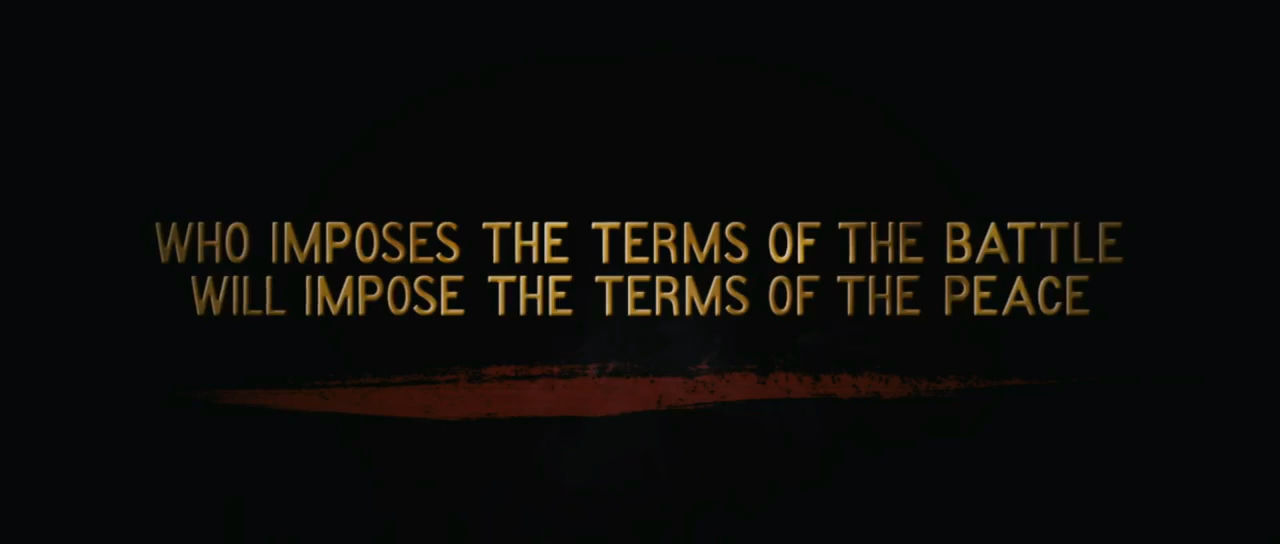 WHO IMPOSES THE TERMS OF THE BATTLE
WILL IMPOSE THE TERMS OF THE PEACE